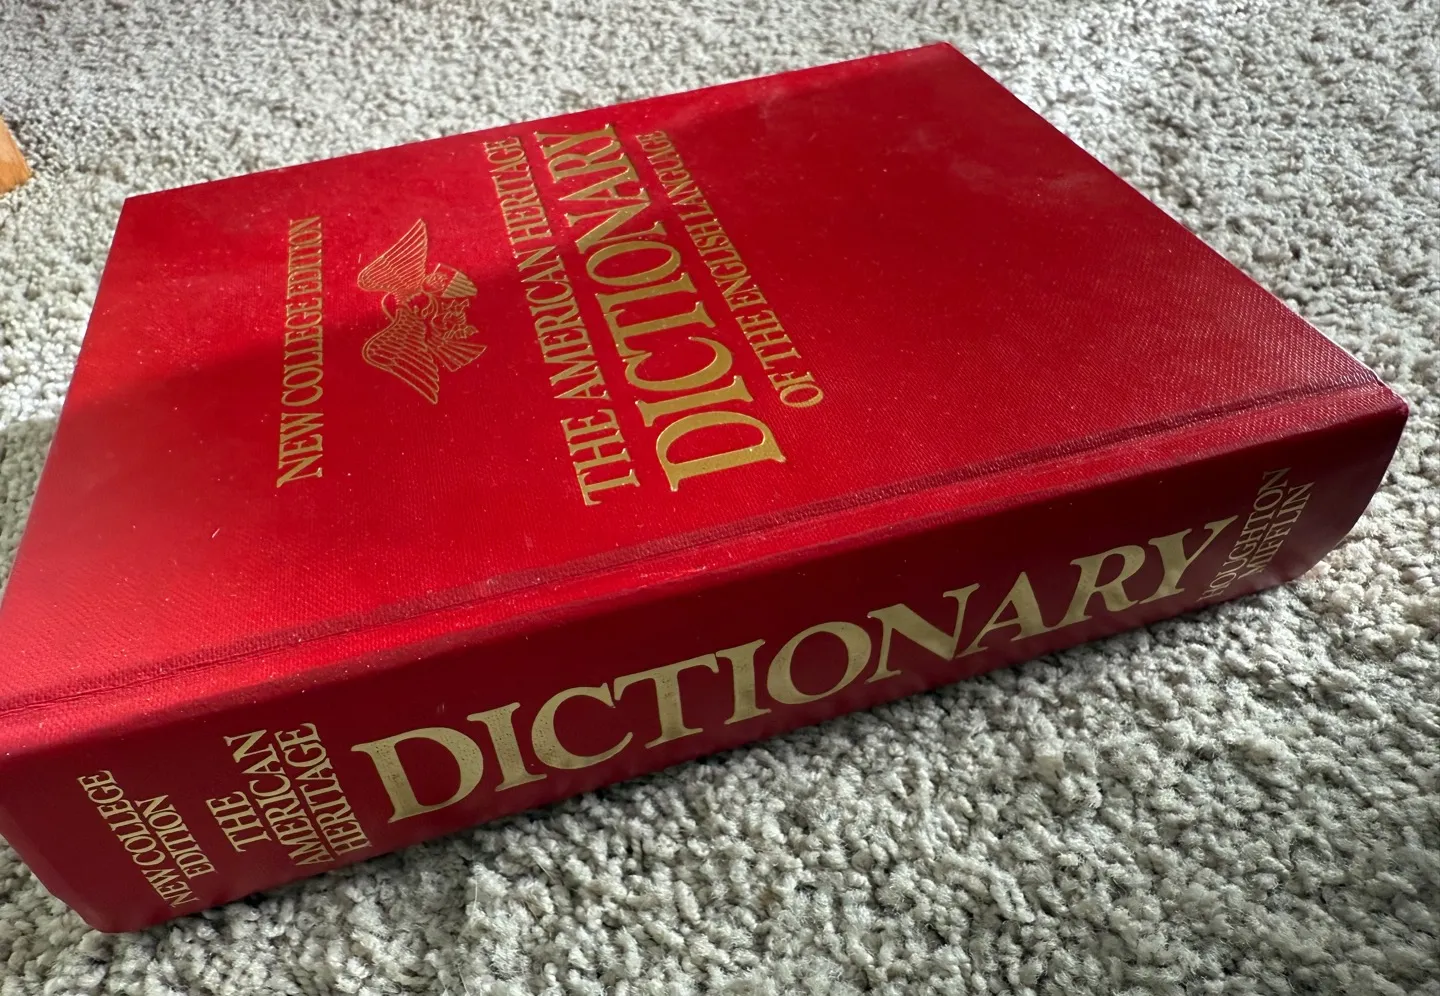 NEW COLLEGE EDITION
THE AMERICAN HERITAGE
DICTIONARY
OF THE ENGLISH LANGUAGE
NEW COLLEGE
EDITION
THE
AMERICAN
HERITAGE
DICTIONARY
HOUGHTON
MIFFLIN